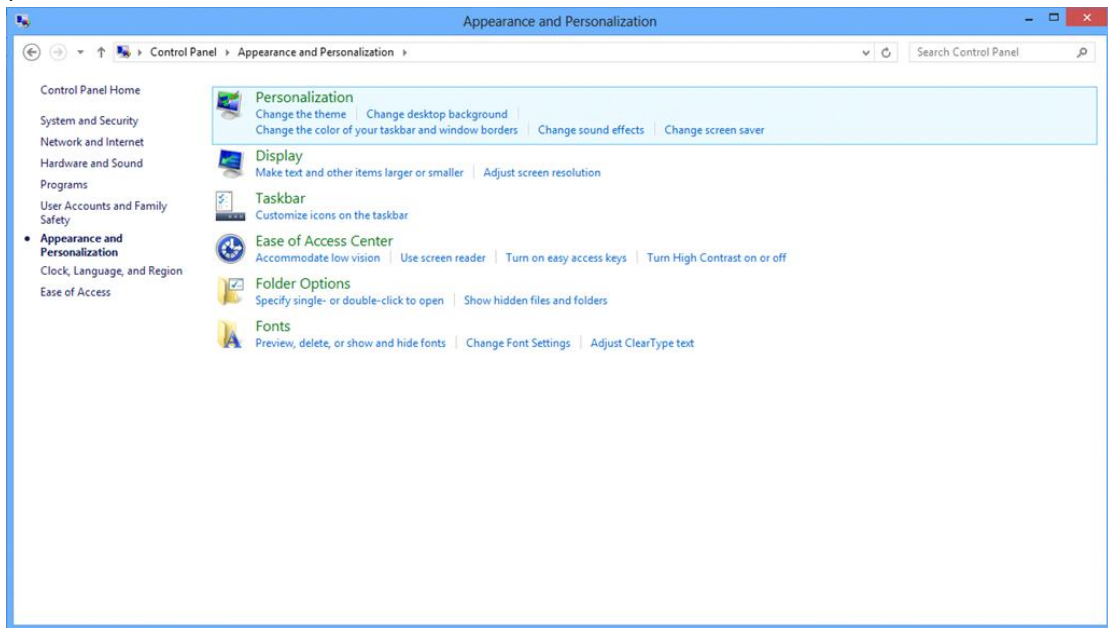 Appearance and Personalization
Control Panel Appearance and Personalization
Search Control Panel
Control Panel Home
System and Security
Network and Internet
Hardware and Sound
Programs
User Accounts and Family
Safety
Appearance and
Personalization
Clock, Language, and Region
Ease of Access
Personalization
Change the theme Change desktop background
Change the color of your taskbar and window borders Change sound effects Change screen saver
Display
Make text and other items larger or smaller Adjust screen resolution
Taskbar
Customize icons on the taskbar
Ease of Access Center
Accommodate low vision Use screen reader Turn on easy access keys Turn High Contrast on or off
Folder Options
Specify single- or double-click to open Show hidden files and folders
Fonts
Preview, delete, or show and hide fonts Change Font Settings Adjust ClearType text